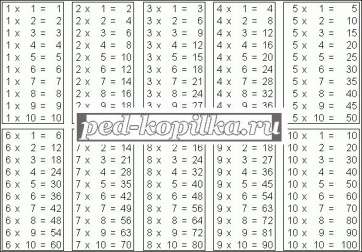 1 x 1 = 1
1 x 2 = 2
1 x 3 = 3
1 x 4 = 4
1 x 5 = 5
1 x 6 = 6
1 x 7 = 7
1 x 8 = 8
1 x 9 = 9
1 x 10 = 10
2 x 1 = 2
2 x 2 = 4
2 x 3 = 6
2 x 4 = 8
2 x 5 = 10
2 x 6 = 12
2 x 7 = 14
2 x 8 = 16
2 x 9 = 18
3 x 1 = 3
3 x 2 = 6
3 x 3 = 9
3 x 4 = 12
3 x 5 = 15
3 x 6 = 18
3 x 7 = 21
3 x 8 = 24
3 x 9 = 27
4 x 1 = 4
4 x 2 = 8
4 x 3 = 12
4 x 4 = 16
4 x 5 = 20
4 x 6 = 24
4 x 7 = 28
4 x 8 = 32
4 x 9 = 36
5 x 1 = 5
5 x 2 = 10
5 x 3 = 15
5 x 4 = 20
5 x 5 = 25
5 x 6 = 30
5 x 7 =
5 x 8 = 40
5 x 9 = 45
5 x 10 = 50
ped-kopilka.ru
6 x 1 = 6
6 x 2 = 12
6 x 3 = 18
6 x 4 = 24
6 x 5 = 30
6 x 6 = 36
6 x 7 = 42
6 x 8 = 48
6 x 9 = 54
6 x 10 = 60
7 x 2 = 14
7 x 3 = 21
7 x 4 = 28
7 x 5 = 35
7 x 6 = 42
7 x 7 = 49
7 x 8 = 56
7 x 9 = 63
7 x 10 = 70
8 x 2 = 16
8 x 3 = 24
8 x 4 = 32
8 x 5 = 40
8 x 6 = 48
8 x 7 = 56
8 x 8 = 64
8 x 9 = 72
8 x 10 = 80
9 x 2 = 18
9 x 3 = 27
9 x 4 = 36
9 x 5 = 45
9 x 6 = 54
9 x 7 = 63
9 x 8 = 72
9 x 9 = 81
9 x 10 = 90
10 x 1 = 10
10 x 2 = 20
10 x 3 = 30
10 x 4 = 40
10 x 5 = 50
10 x 6 = 60
10 x 7 = 70
10 x 8 = 80
10 x 9 = 90
10 x 10 = 100